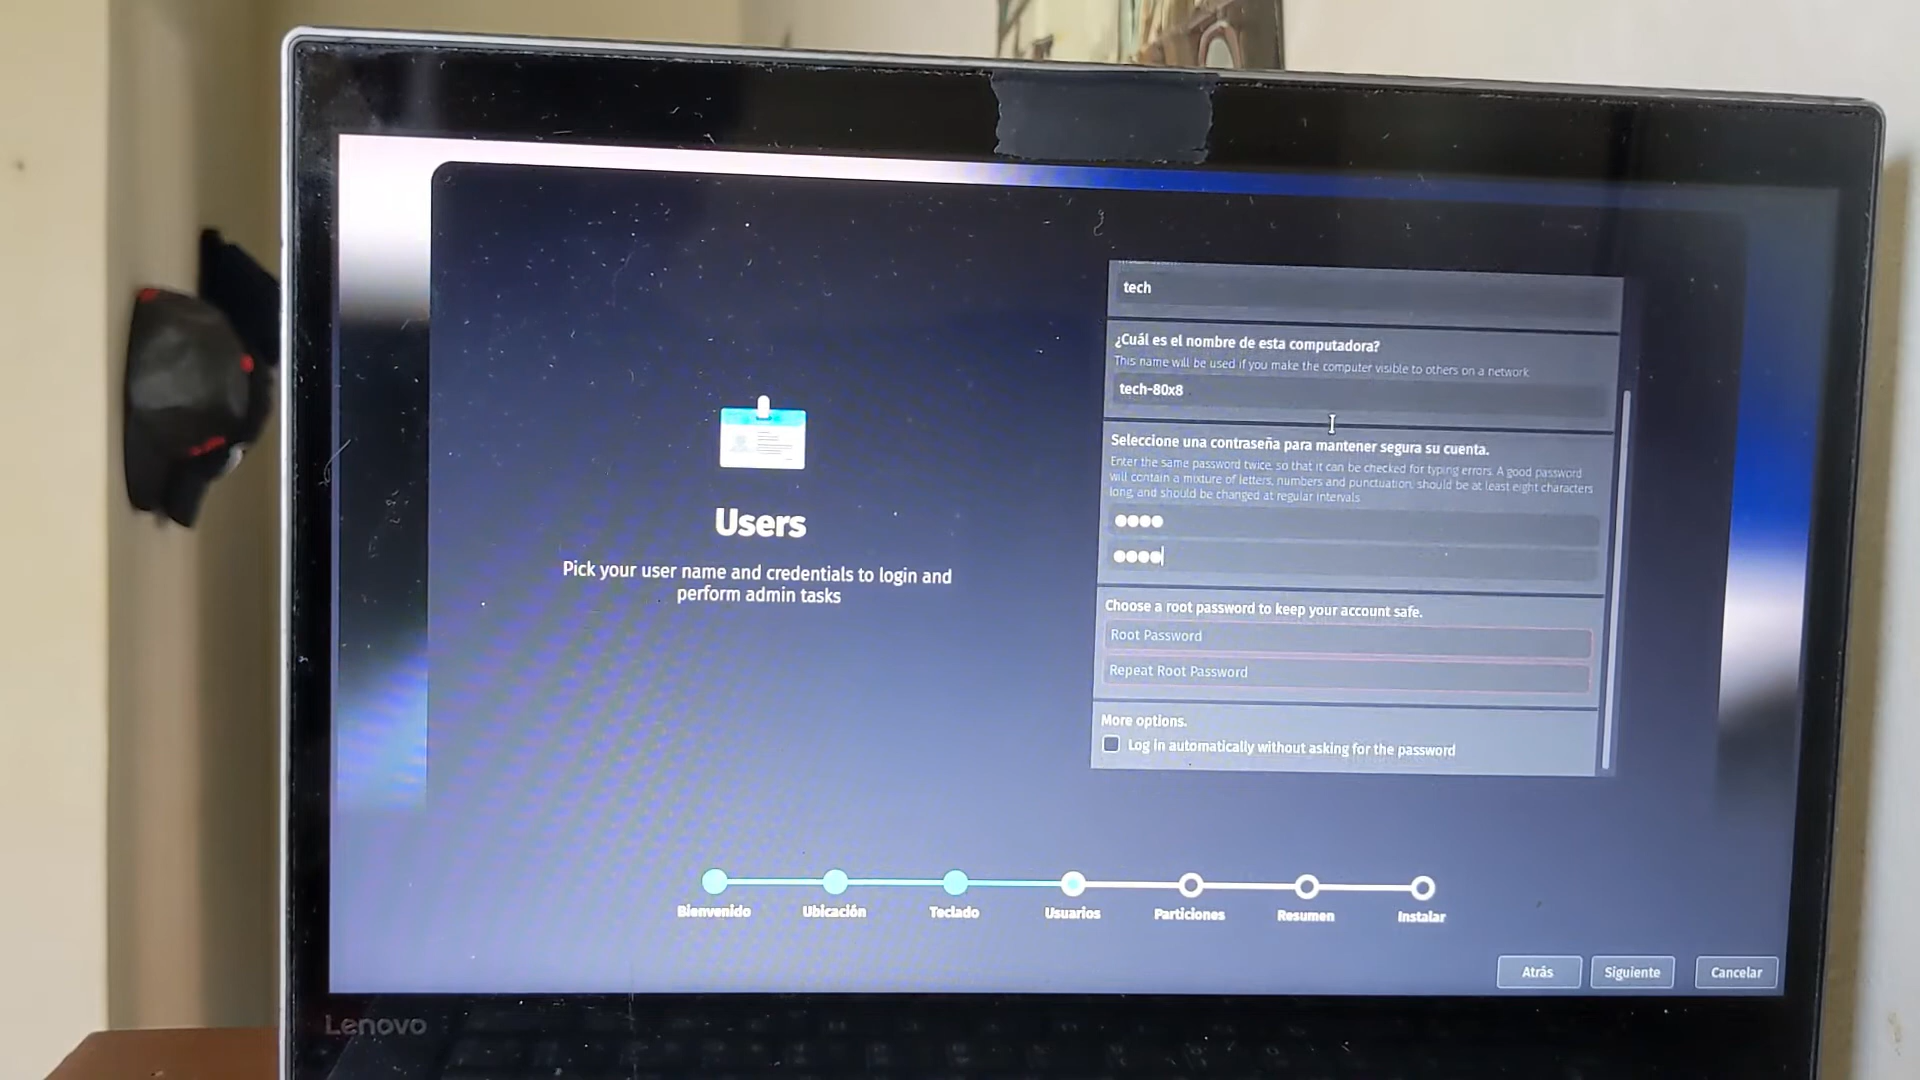 tech
¿Cuál es el nombre de esta computadora?
This name will be used if you make the computer visible to others on a network.
tech-80x8
Seleccione una contraseña para mantener segura su cuenta.
Enter the same password twice, so that it can be checked for typing errors. A good password
will contain a mixture of letters, numbers and punctuation, should be at least eight characters
long, and should be changed at regular intervals.
Users
Pick your user name and credentials to login and
perform admin tasks
Choose a root password to keep your account safe.
Root Password
Repeat Root Password
More options.
Log in automatically without asking for the password
Bienvenido
Ubicación
Teclado
Usuarios
Particiones
Resumen
Instalar
Atrás
Siguiente
Cancelar
Lenovo